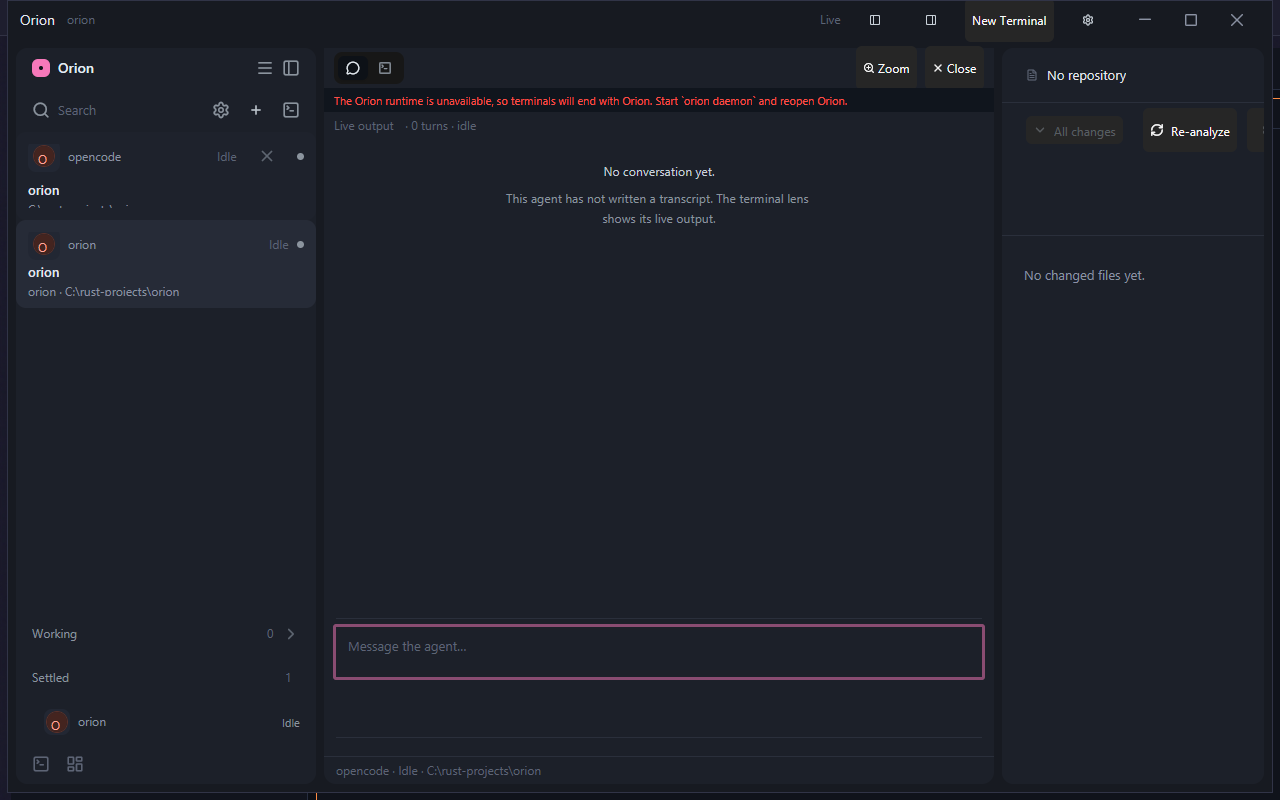 Orion orion
Live
New Terminal
Orion
Search
O opencode Idle
orion
O orion Idle
orion
orion · C:\rust-projects\orion
Working 0
Settled 1
O orion Idle
Zoom
Close
The Orion runtime is unavailable, so terminals will end with Orion. Start `orion daemon` and reopen Orion.
Live output · 0 turns · idle
No conversation yet.
This agent has not written a transcript. The terminal lens
shows its live output.
Message the agent...
opencode · Idle · C:\rust-projects\orion
No repository
All changes
Re-analyze
No changed files yet.